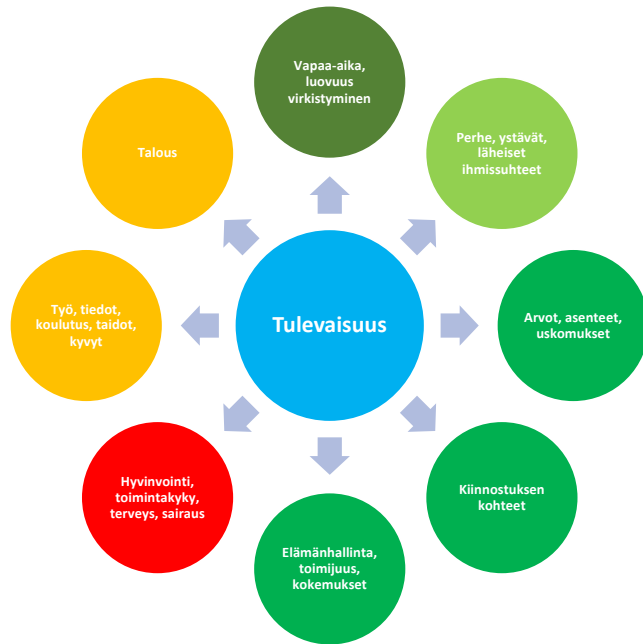 Vapaa-aika,
luovuus
virkistyminen
Perhe, ystävät,
läheiset
ihmissuhteet
Arvot, asenteet,
uskomukset
Kiinnostuksen
kohteet
Elämänhallinta,
toimijuus,
kokemukset
Hyvinvointi,
toimintakyky,
terveys, sairaus
Työ, tiedot,
koulutus, taidot,
kyvyt
Talous
Tulevaisuus